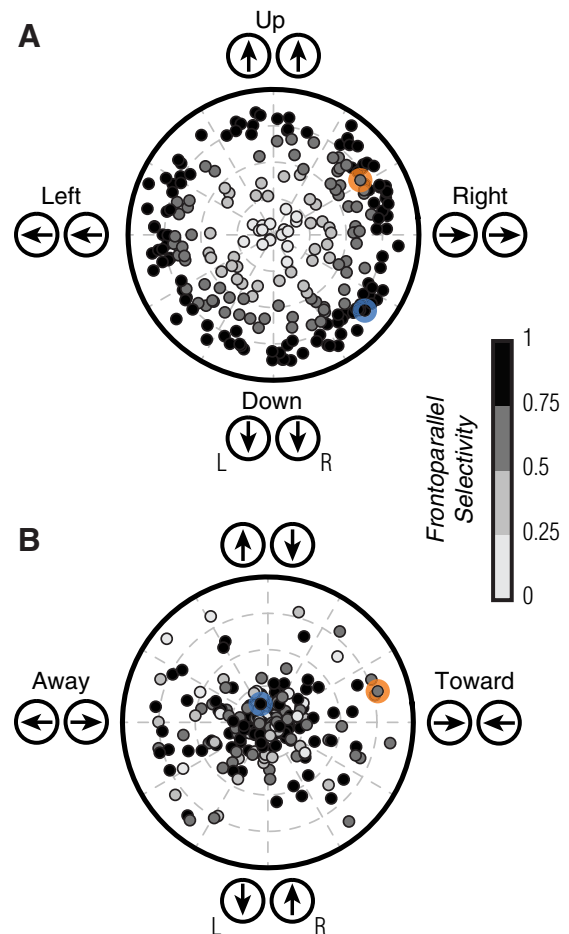 A
Up
Left
Right
Down
L
R
Frontoparallel
Selectivity
1
0.75
0.5
0.25
0
B
Away
Toward
L
R